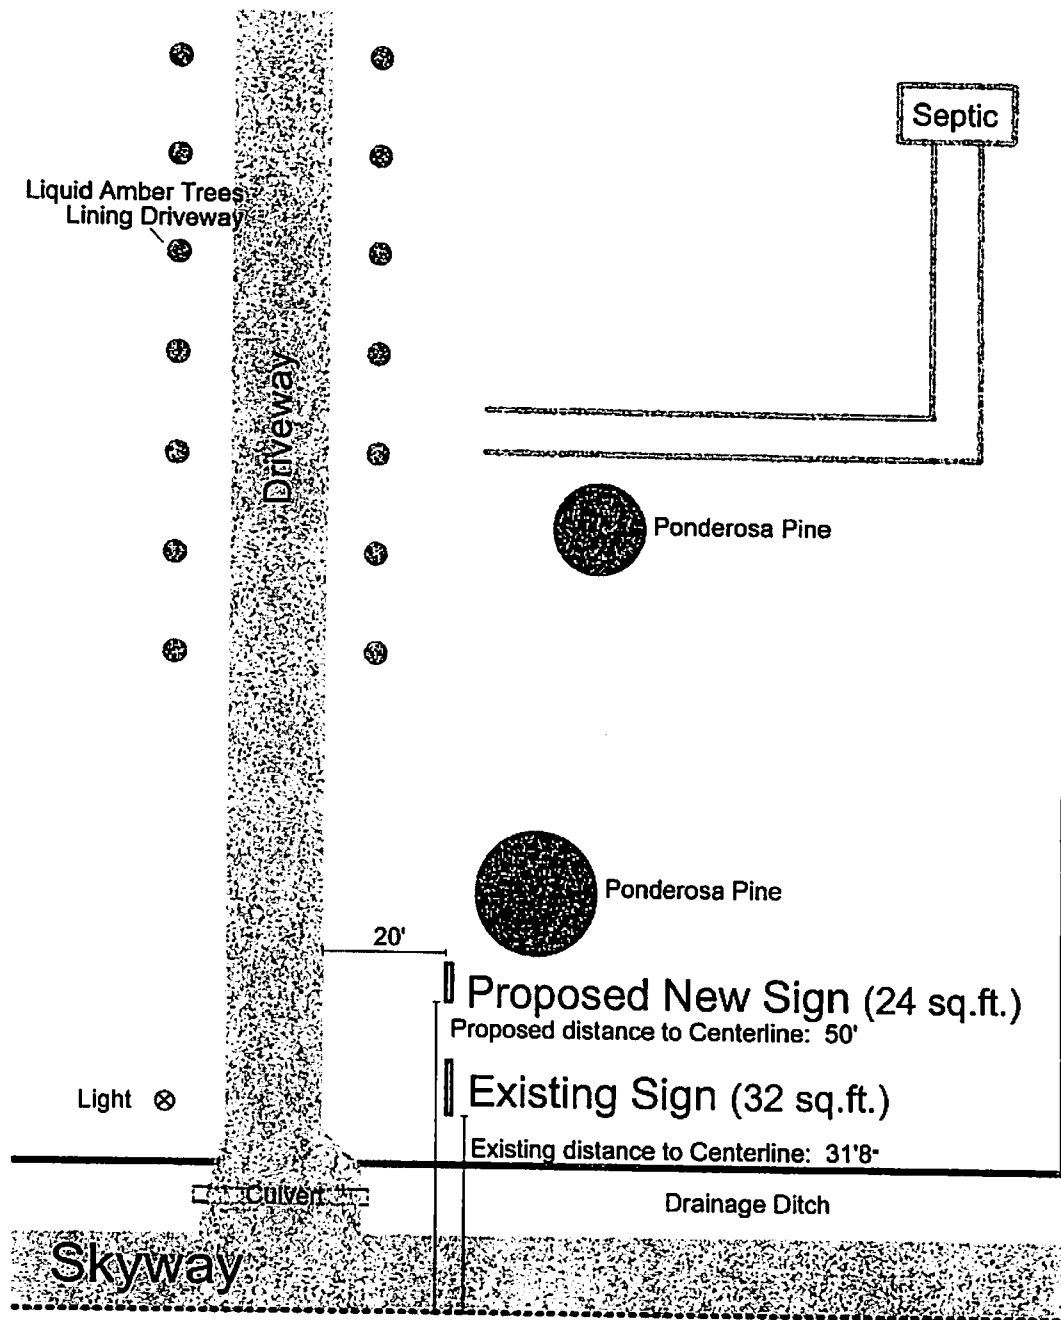 Septic
Liquid Amber Trees
Lining Driveway
Driveway
Ponderosa Pine
Ponderosa Pine
20'
Proposed New Sign (24 sq.ft.)
Proposed distance to Centerline: 50'
Light
Existing Sign (32 sq.ft.)
Existing distance to Centerline: 31'8"
Culvert
Drainage Ditch
Skyway